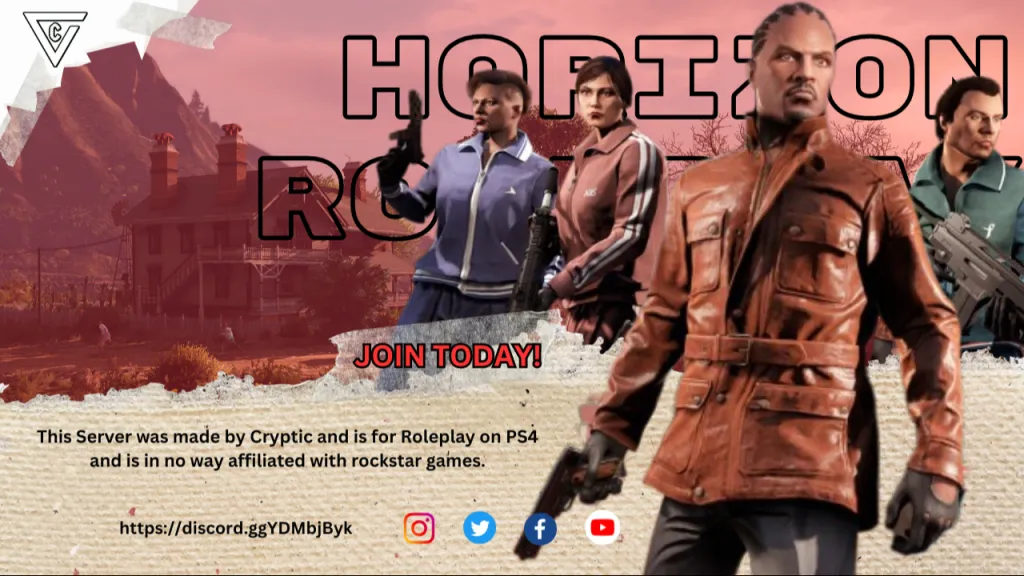 HORIZON
JOIN TODAY!
This Server was made by Cryptic and is for Roleplay on PS4
and is in no way affiliated with rockstar games.
https://discord.ggYDMbjByk